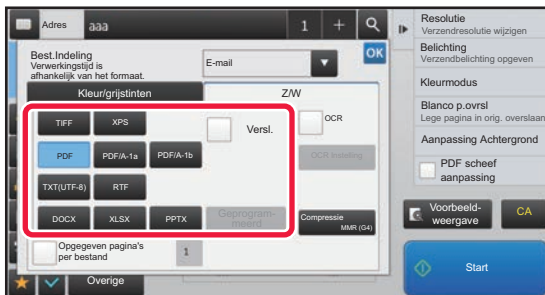 Adres
aaa
1
Best.Indeling
Verwerkingstijd is
afhankelijk van het formaat.
E-mail
OK
Kleur/grijstinten
Z/W
TIFF
XPS
Versl.
OCR
PDF
PDF/A-1a
PDF/A-1b
OCR Instelling
TXT(UTF-8)
RTF
DOCX
XLSX
PPTX
Geprogram-
meerd
Compressie
MMR (G4)
Opgegeven pagina's
per bestand
1
Overige
Resolutie
Verzendresolutie wijzigen
Belichting
Verzendbelichting opgeven
Kleurmodus
Blanco p.ovrsl
Lege pagina in orig. overslaan
Aanpassing Achtergrond
PDF scheef
aanpassing
Voorbeeld-
weergave
CA
Start